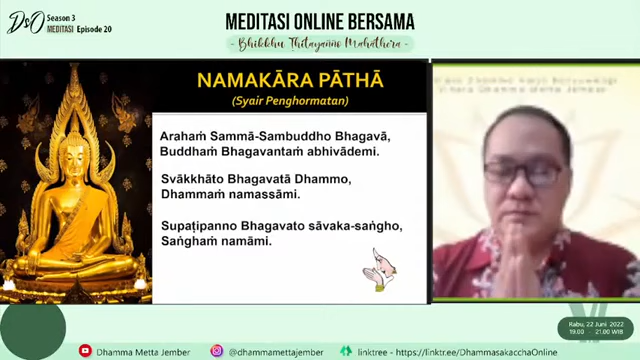 DsO Season 3
MEDITASI Episode 20
MEDITASI ONLINE BERSAMA
- Bhikkhu Thitayanno Mahathera -
NAMAKĀRA PĀTHĀ
(Syair Penghormatan)
Arahaṁ Sammā-Sambuddho Bhagavā,
Buddhaṁ Bhagavantaṁ abhivādemi.
Svākkhāto Bhagavatā Dhammo,
Dhammaṁ namassāmi.
Supaṭipanno Bhagavato sāvaka-saṅgho,
Saṅghaṁ namāmi.
Rabu, 22 Juni 2022
19.00 - 21.00 WIB
Dhamma Metta Jember
@dhammamettajember
linktree - https://linktr.ee/DhammasakacchaOnline